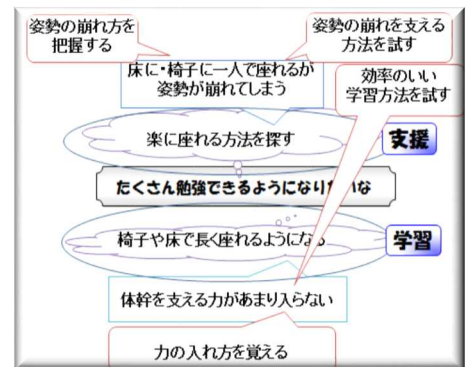 姿勢の崩れ方を
把握する
姿勢の崩れを支える
方法を試す
床に・椅子に一人で座れるが
姿勢が崩れてしまう
効率のいい
学習方法を試す
楽に座れる方法を探す
支援
たくさん勉強できるようになり いな
椅子や床で長く座れるようになる
学習
体幹を支える力があまり入らない
力の入れ方を覚える